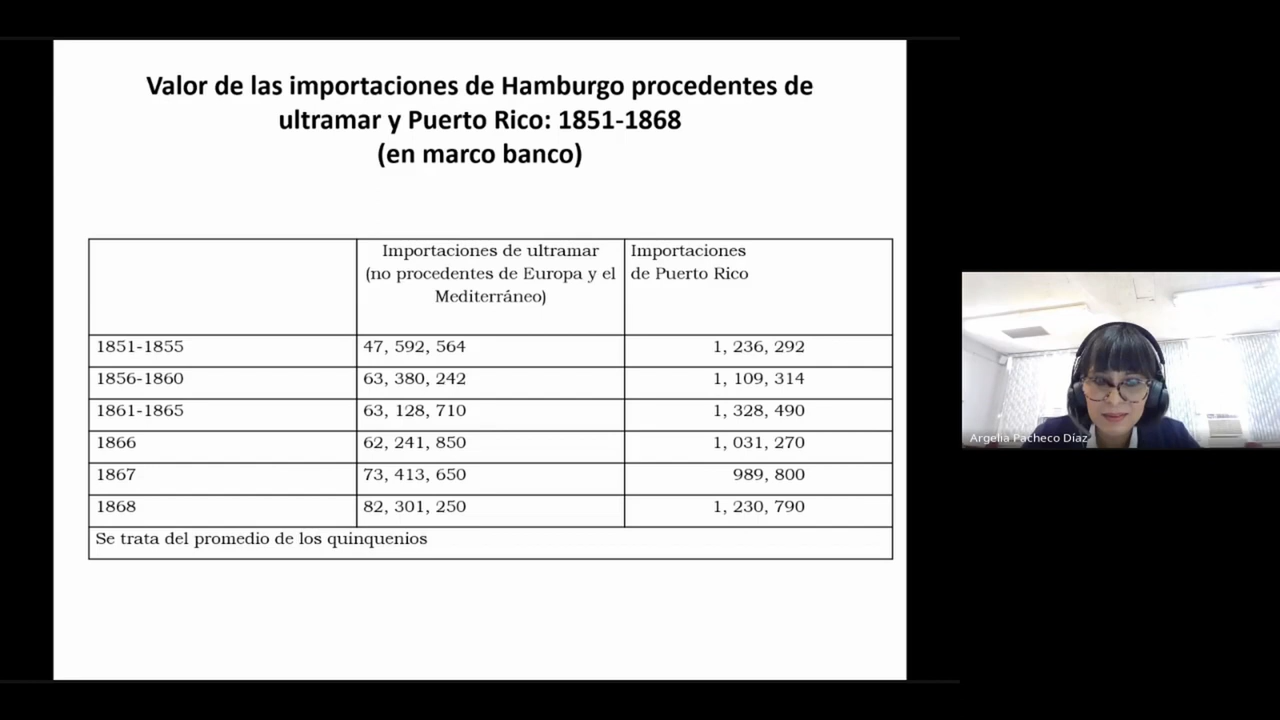 Valor de las importaciones de Hamburgo procedentes de
ultramar y Puerto Rico: 1851-1868
(en marco banco)
Importaciones de ultramar
(no procedentes de Europa y el
Mediterráneo)
Importaciones
de Puerto Rico
1851-1855 47, 592, 564 1, 236, 292
1856-1860 63, 380, 242 1, 109, 314
1861-1865 63, 128, 710 1, 328, 490
1866 62, 241, 850 1, 031, 270
1867 73, 413, 650 989, 800
1868 82, 301, 250 1, 230, 790
Se trata del promedio de los quinquenios
Argelia Pacheco Díaz